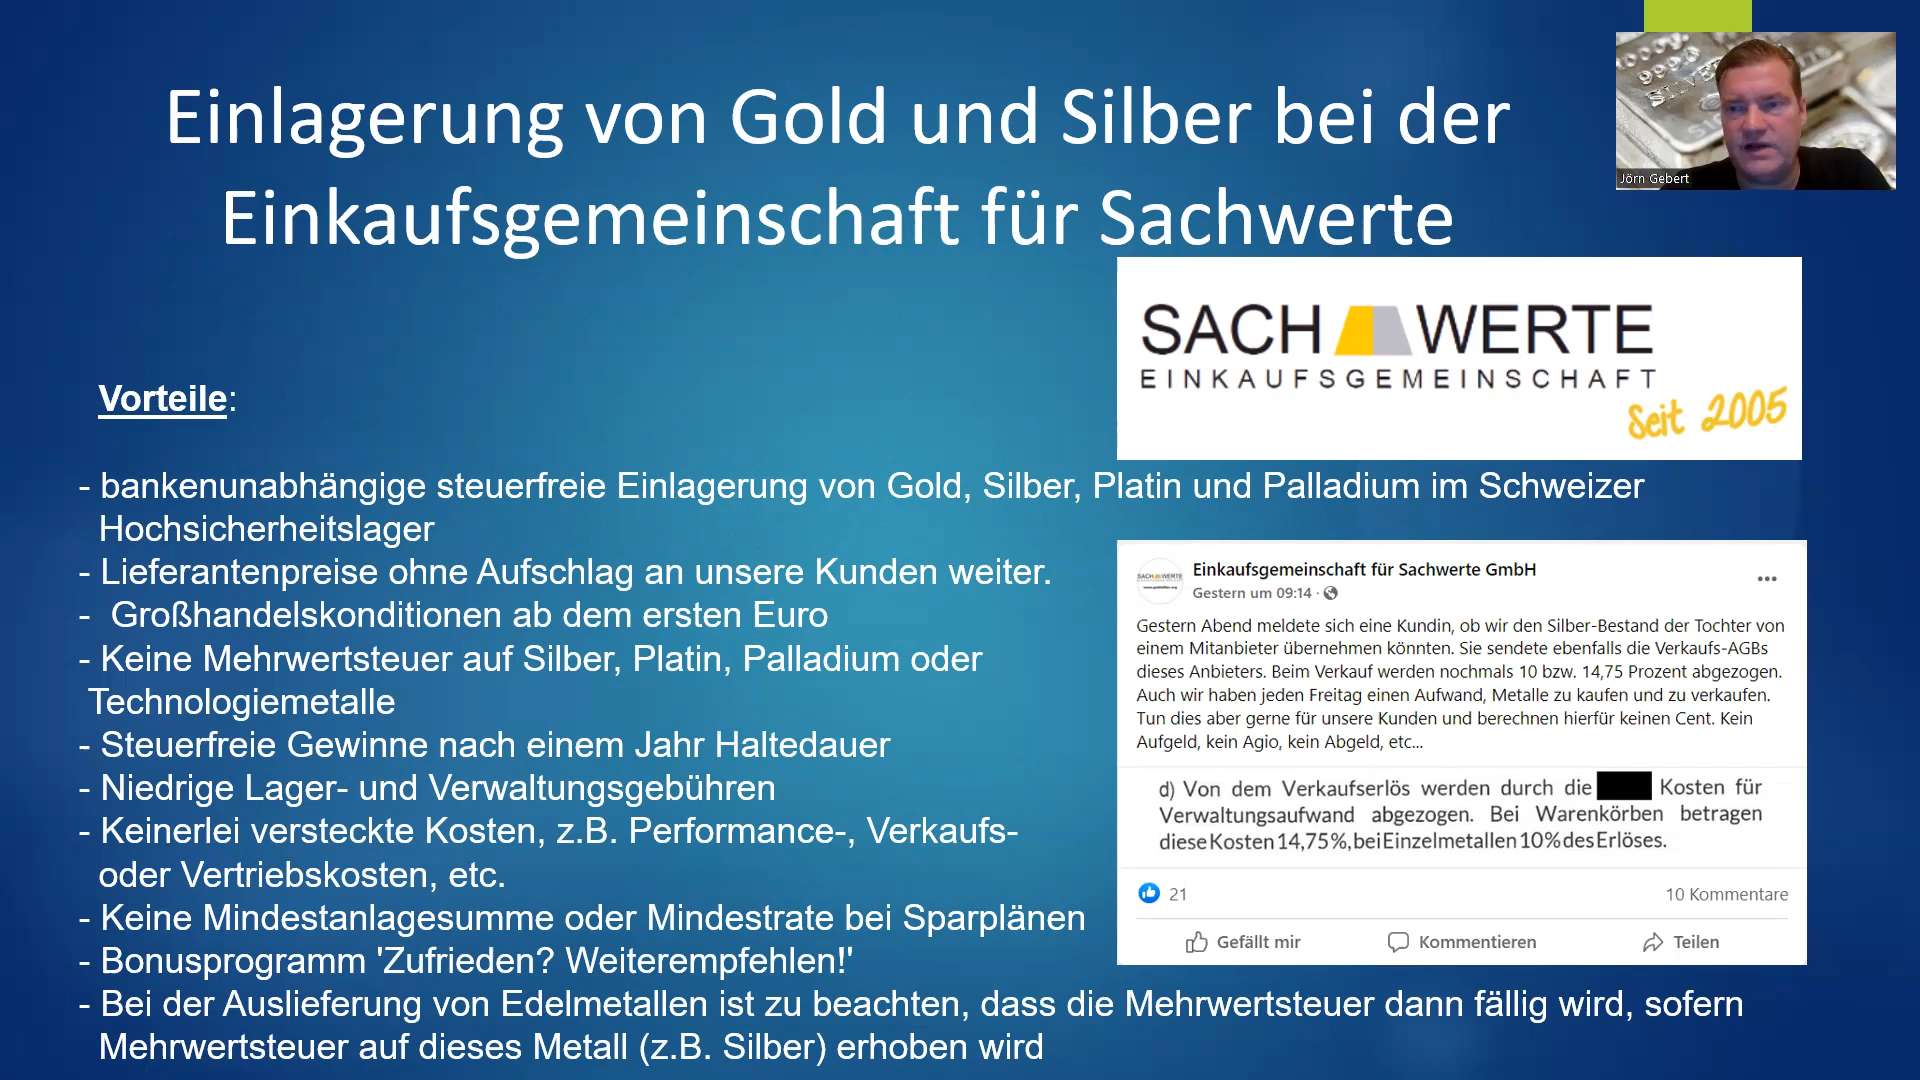 Einlagerung von Gold und Silber bei der
Einkaufsgemeinschaft für Sachwerte
Jörn Gebert
SACH WERTE
EINKAUFSGEMEINSCHAFT
Seit 2005
Vorteile:
- bankenunabhängige steuerfreie Einlagerung von Gold, Silber, Platin und Palladium im Schweizer
Hochsicherheitslager
- Lieferantenpreise ohne Aufschlag an unsere Kunden weiter.
- Großhandelskonditionen ab dem ersten Euro
- Keine Mehrwertsteuer auf Silber, Platin, Palladium oder
Technologiemetalle
- Steuerfreie Gewinne nach einem Jahr Haltedauer
- Niedrige Lager- und Verwaltungsgebühren
- Keinerlei versteckte Kosten, z.B. Performance-, Verkaufs-
oder Vertriebskosten, etc.
- Keine Mindestanlagesumme oder Mindestrate bei Sparplänen
- Bonusprogramm 'Zufrieden? Weiterempfehlen!'
- Bei der Auslieferung von Edelmetallen ist zu beachten, dass die Mehrwertsteuer dann fällig wird, sofern
Mehrwertsteuer auf dieses Metall (z.B. Silber) erhoben wird
Einkaufsgemeinschaft für Sachwerte GmbH
Gestern um 09:14 ·
Gestern Abend meldete sich eine Kundin, ob wir den Silber-Bestand der Tochter von
einem Mitanbieter übernehmen könnten. Sie sendete ebenfalls die Verkaufs-AGBs
dieses Anbieters. Beim Verkauf werden nochmals 10 bzw. 14,75 Prozent abgezogen.
Auch wir haben jeden Freitag einen Aufwand, Metalle zu kaufen und zu verkaufen.
Tun dies aber gerne für unsere Kunden und berechnen hierfür keinen Cent. Kein
Aufgeld, kein Agio, kein Abgeld, etc...
d) Von dem Verkaufserlös werden durch die Kosten für
Verwaltungsaufwand abgezogen. Bei Warenkörben betragen
diese Kosten 14,75%, bei Einzelmetallen 10% des Erlöses.
21
10 Kommentare
Gefällt mir
Kommentieren
Teilen